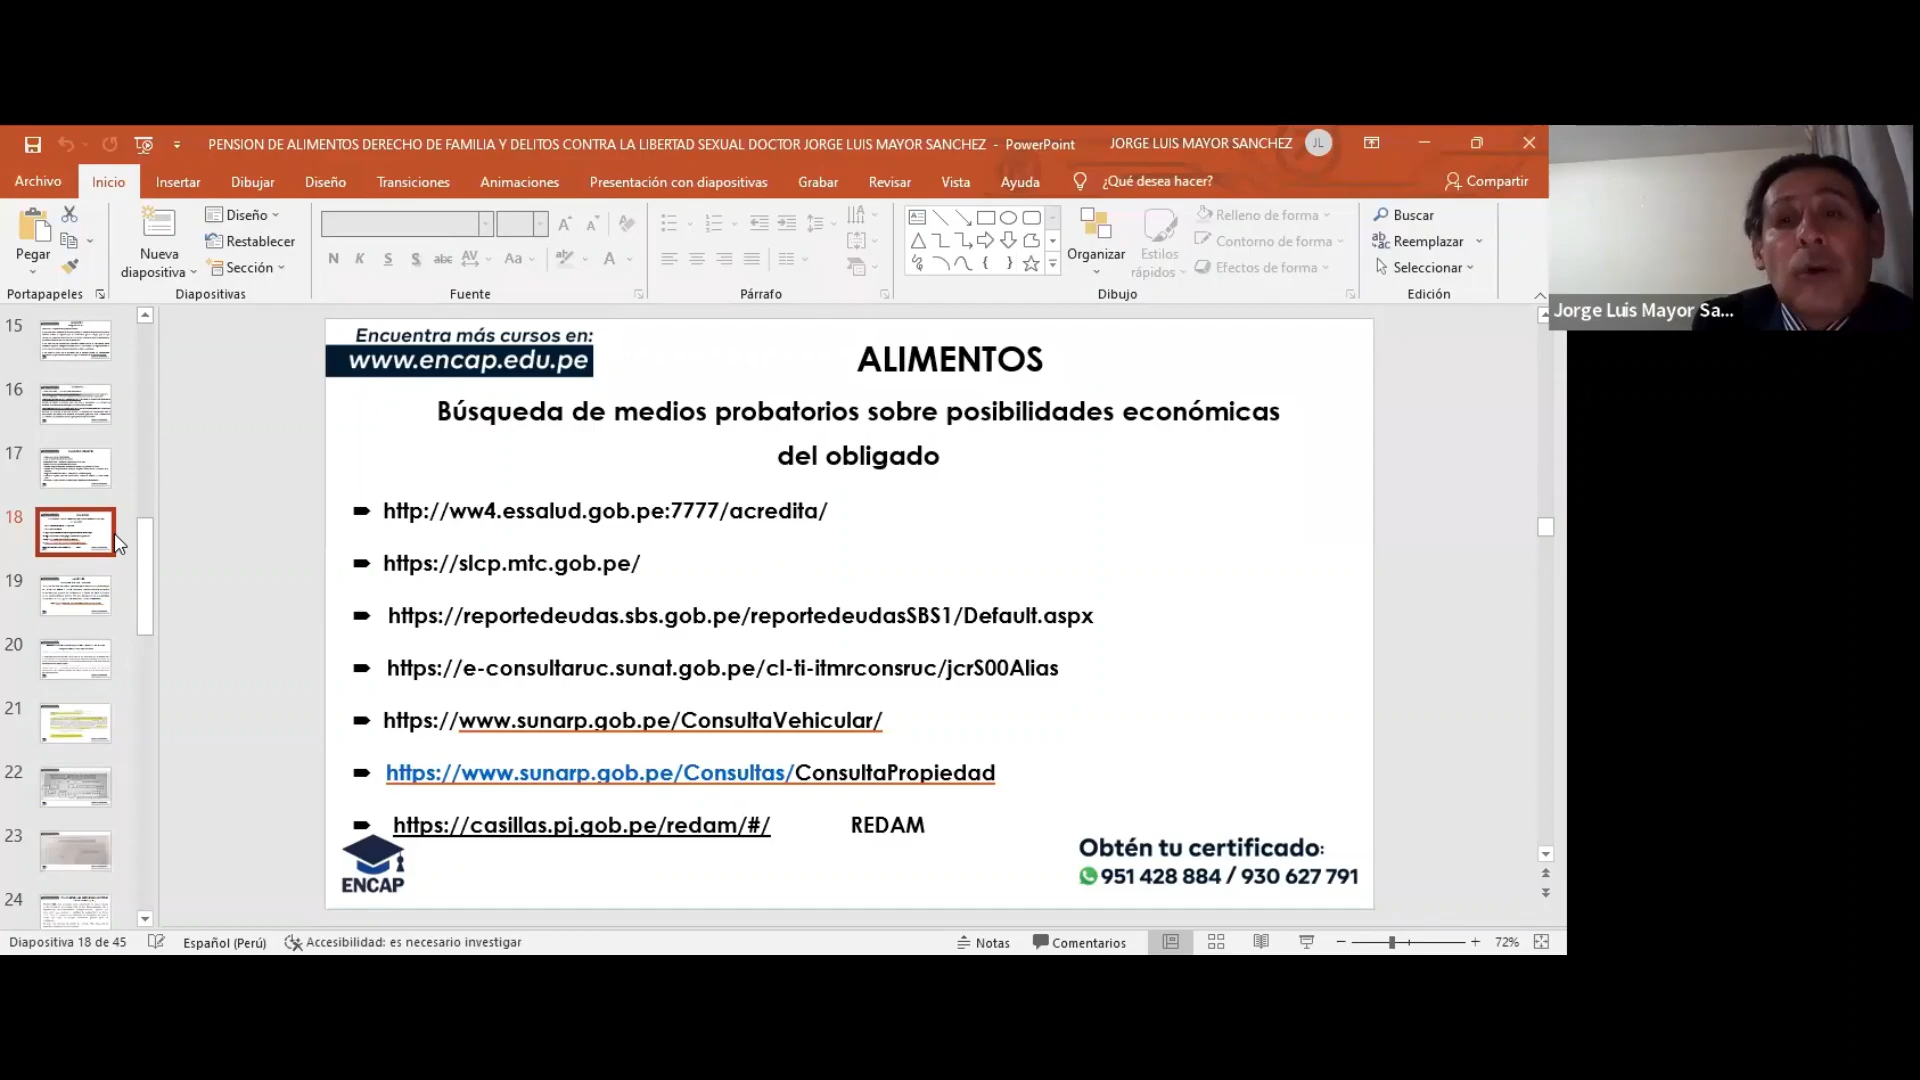 PENSION DE ALIMENTOS DERECHO DE FAMILIA Y DELITOS CONTRA LA LIBERTAD SEXUAL DOCTOR JORGE LUIS MAYOR SANCHEZ - PowerPoint
JORGE LUIS MAYOR SANCHEZ JL
Archivo Inicio Insertar Dibujar Diseño Transiciones Animaciones Presentación con diapositivas Grabar Revisar Vista Ayuda ¿Qué desea hacer? Compartir
Pegar
Portapapeles
Nueva diapositiva
Diseño
Restablecer
Sección
Diapositivas
N K S S abc AV Aa A
Fuente
Párrafo
Organizar
Estilos rápidos
Relleno de forma
Contorno de forma
Efectos de forma
Dibujo
Buscar
Reemplazar
Seleccionar
Edición
Jorge Luis Mayor Sa...
15
16
17
18
19
20
21
22
23
24
Encuentra más cursos en:
www.encap.edu.pe
ALIMENTOS
Búsqueda de medios probatorios sobre posibilidades económicas
del obligado
http://ww4.essalud.gob.pe:7777/acredita/
https://slcp.mtc.gob.pe/
https://reportedeudas.sbs.gob.pe/reportedeudasSBS1/Default.aspx
https://e-consultaruc.sunat.gob.pe/cl-ti-itmrconsruc/jcrS00Alias
https://www.sunarp.gob.pe/ConsultaVehicular/
https://www.sunarp.gob.pe/Consultas/ConsultaPropiedad
https://casillas.pj.gob.pe/redam/#/ REDAM
ENCAP
Obtén tu certificado:
951 428 884 / 930 627 791
Diapositiva 18 de 45 Español (Perú) Accesibilidad: es necesario investigar Notas Comentarios 72%